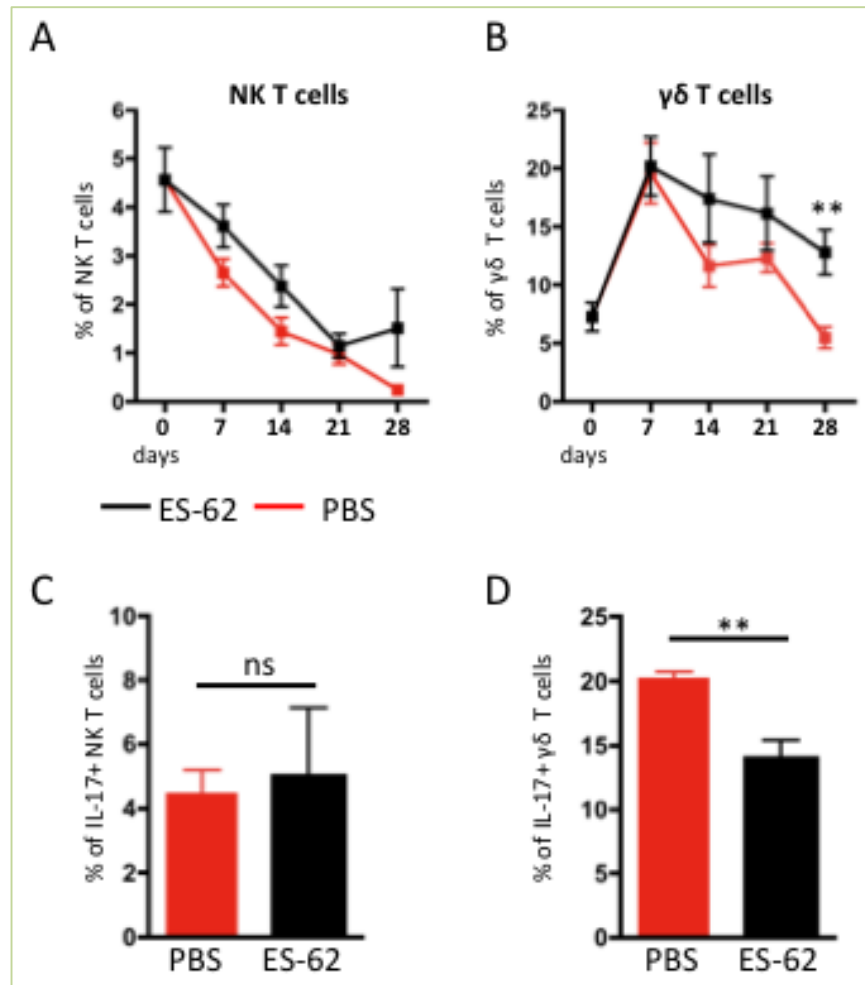 A
NK T cells
% of NK T cells
6
5
4
3
2
1
0
0 7 14 21 28
days
B
γδ T cells
% of γδ T cells
25
20
15
10
5
0
**
0 7 14 21 28
days
ES-62 PBS
C
% of IL-17+ NK T cells
10
8
6
4
2
0
ns
PBS ES-62
D
% of IL-17+ γδ T cells
25
20
15
10
5
0
**
PBS ES-62